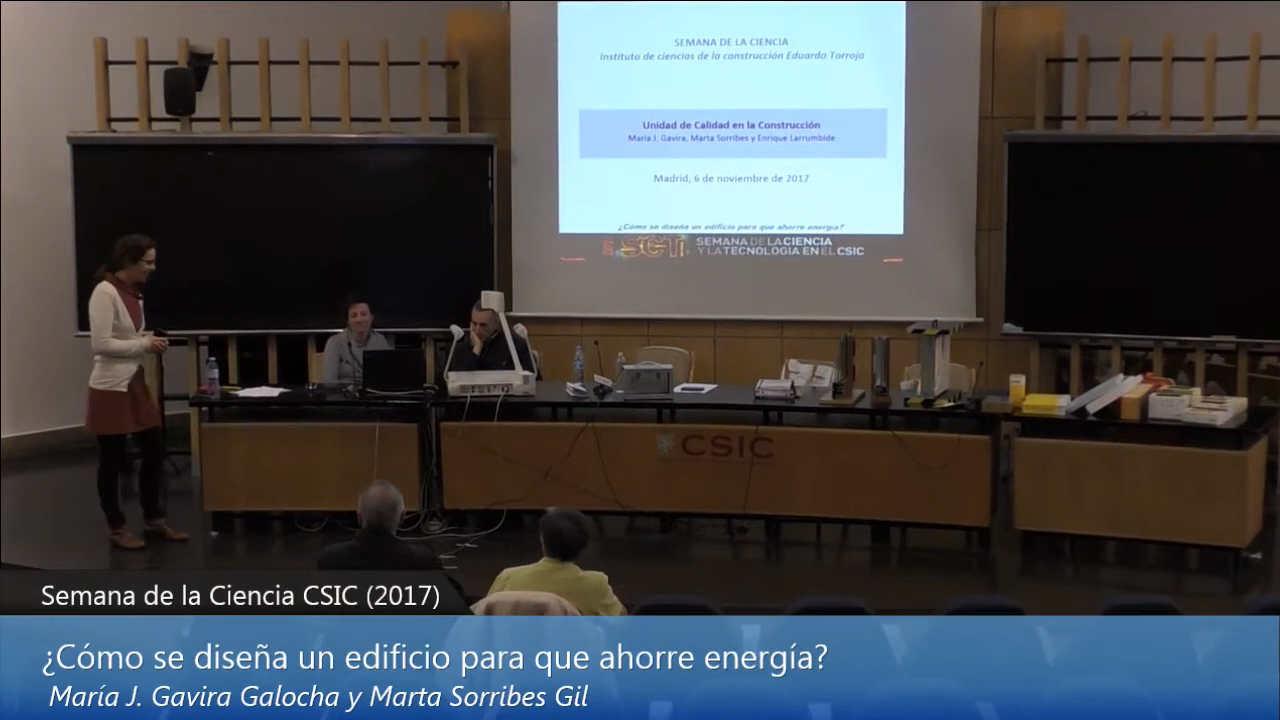 SEMANA DE LA CIENCIA
Instituto de ciencias de la construcción Eduardo Torroja
Unidad de Calidad en la Construcción
María J. Gavira, Marta Sorribes y Enrique Larrumbide
Madrid, 6 de noviembre de 2017
¿Cómo se diseña un edificio para que ahorre energía?
SEMANA DE LA CIENCIA
Y LA TECNOLOGÍA EN EL CSIC
CSIC
Semana de la Ciencia CSIC (2017)
¿Cómo se diseña un edificio para que ahorre energía?
María J. Gavira Galocha y Marta Sorribes Gil